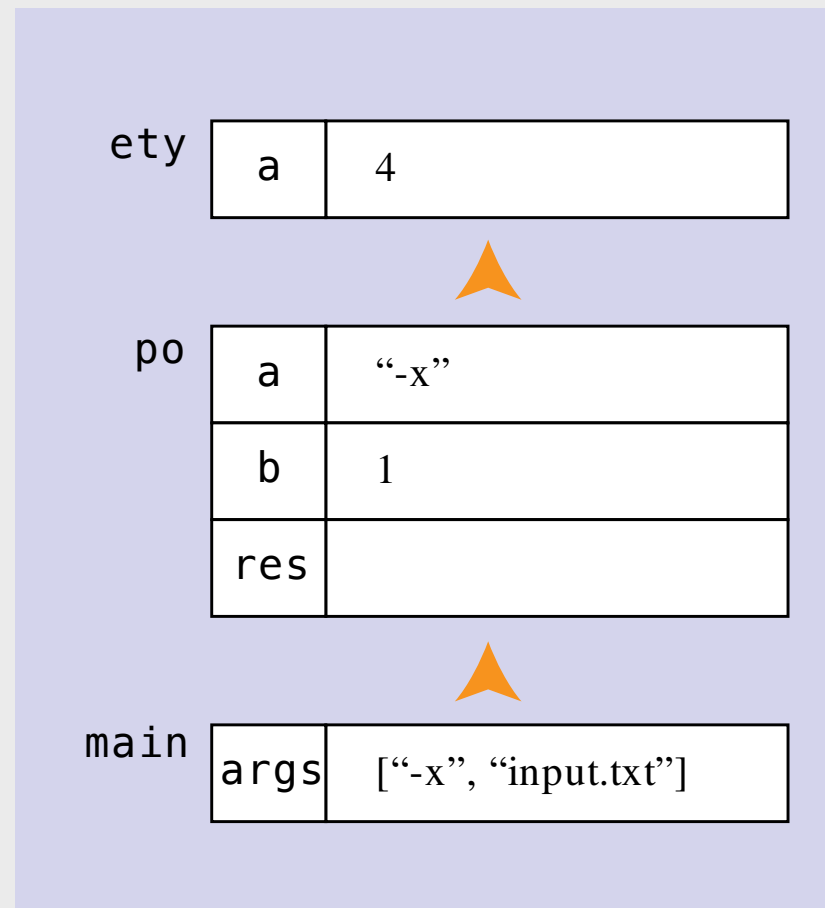 ety a 4
po a “-x”
b 1
res
main args [“-x”, “input.txt”]